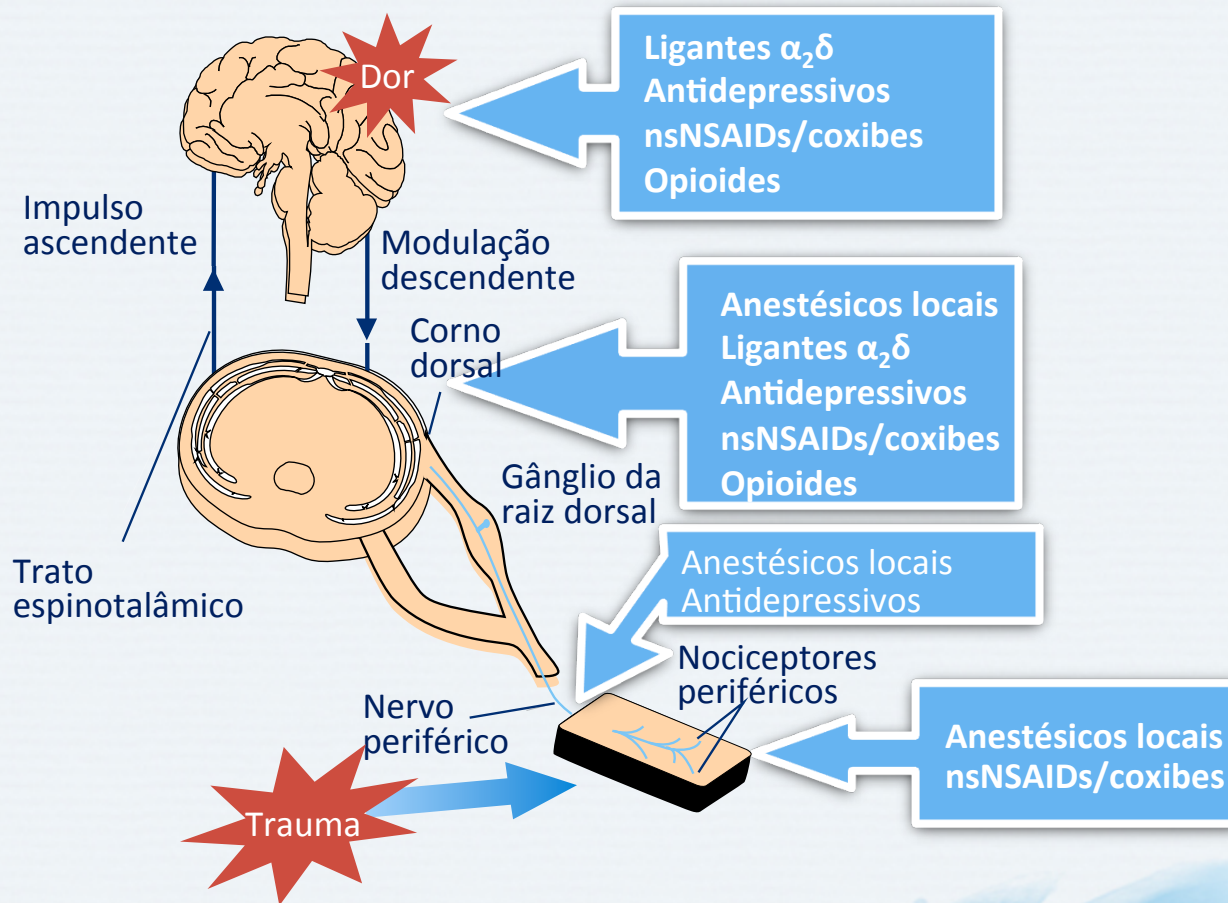 Dor
Ligantes α₂δ
Antidepressivos
nsNSAIDs/coxibes
Opioides
Impulso
ascendente
Modulação
descendente
Corno
dorsal
Anestésicos locais
Ligantes α₂δ
Antidepressivos
nsNSAIDs/coxibes
Opioides
Gânglio da
raiz dorsal
Trato
espinotalâmico
Anestésicos locais
Antidepressivos
Nociceptores
periféricos
Nervo
periférico
Anestésicos locais
nsNSAIDs/coxibes
Trauma